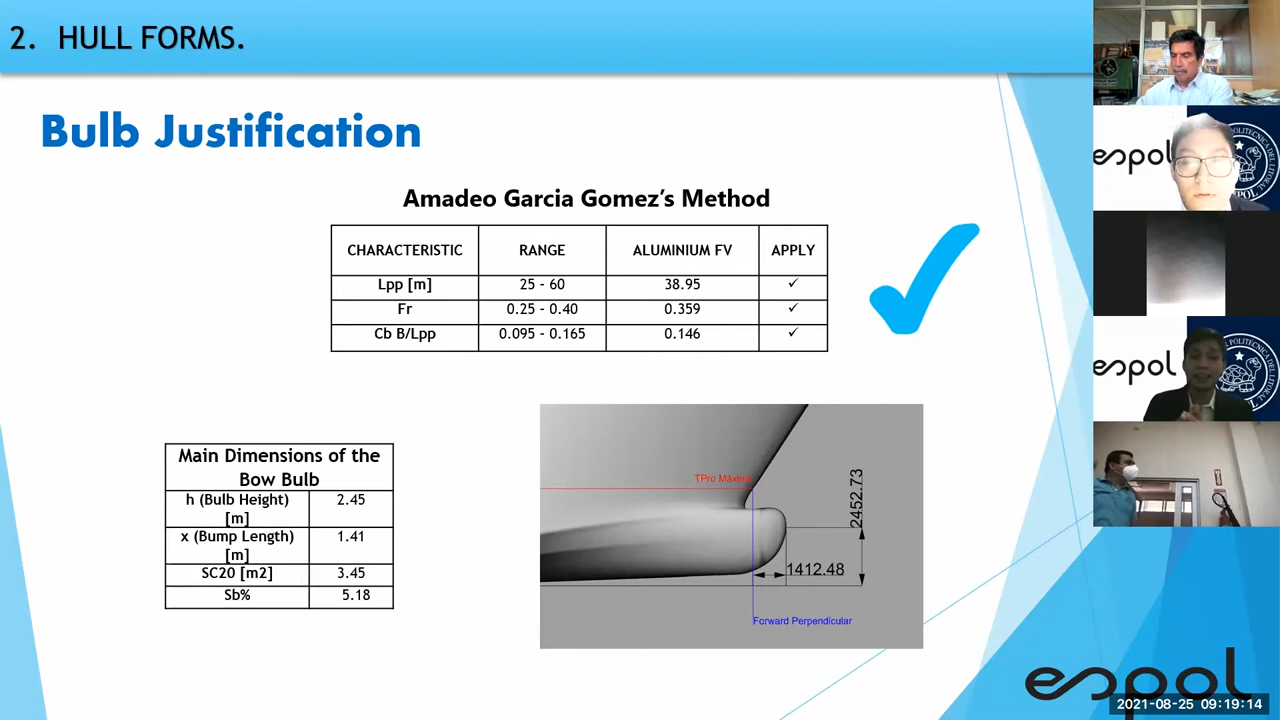 2. HULL FORMS.
Bulb Justification
Amadeo Garcia Gomez's Method
CHARACTERISTIC RANGE ALUMINIUM FV APPLY
Lpp [m] 25 - 60 38.95 ✓
Fr 0.25 - 0.40 0.359 ✓
Cb B/Lpp 0.095 - 0.165 0.146 ✓
Main Dimensions of the
Bow Bulb
h (Bulb Height)
[m] 2.45
x (Bump Length)
[m] 1.41
SC20 [m2] 3.45
Sb% 5.18
TPro Máximo
2452.73
1412.48
Forward Perpendicular
espol
espol
espol
2021-08-25 09:19:14